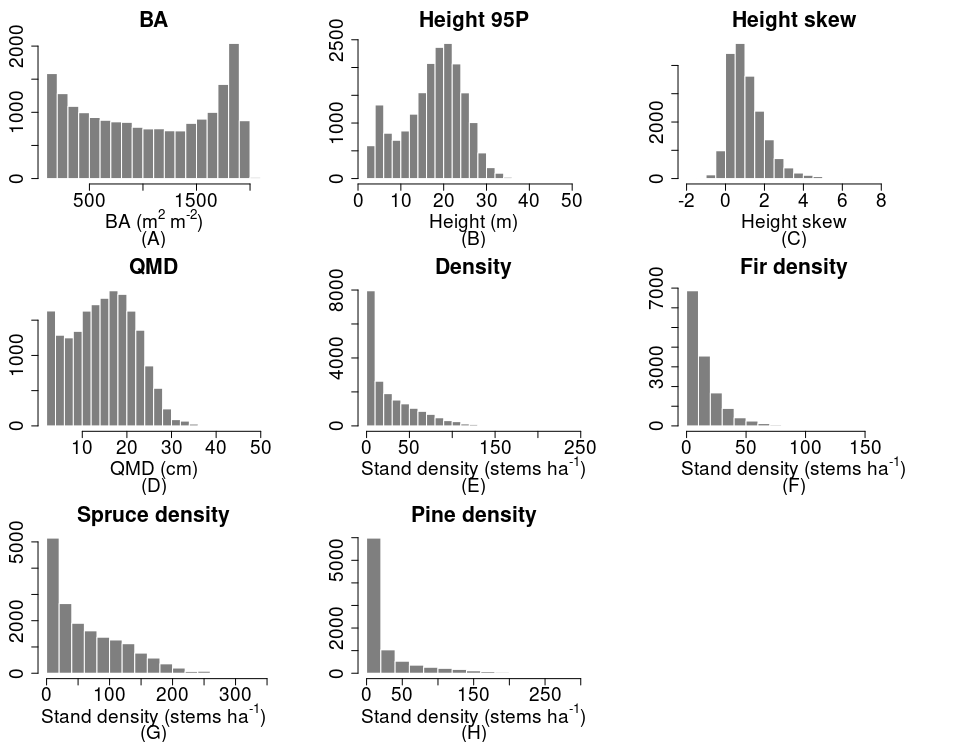 BA
0 1000 2000
500 1500
BA (m² m⁻²)
(A)
Height 95P
0 1000 2500
0 10 20 30 40 50
Height (m)
(B)
Height skew
0 2000
-2 0 2 4 6 8
Height skew
(C)
QMD
0 1000
10 20 30 40 50
QMD (cm)
(D)
Density
0 4000 8000
0 50 150 250
Stand density (stems ha⁻¹)
(E)
Fir density
0 3000 7000
0 50 100 150
Stand density (stems ha⁻¹)
(F)
Spruce density
0 2000 5000
0 100 200 300
Stand density (stems ha⁻¹)
(G)
Pine density
0 2000 5000
0 50 150 250
Stand density (stems ha⁻¹)
(H)